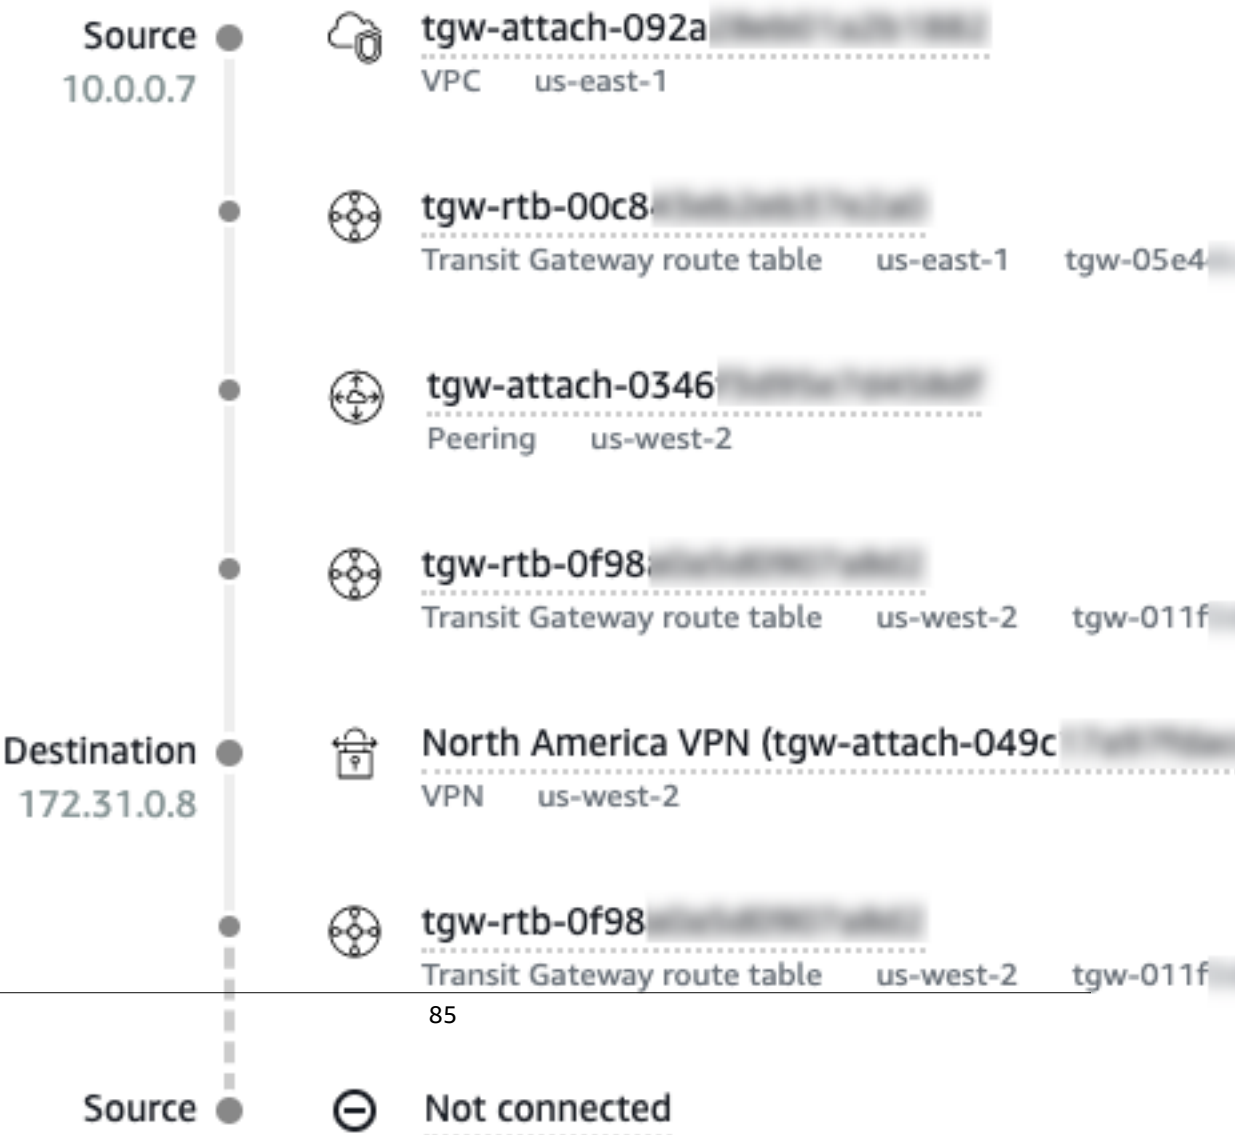 Source
tgw-attach-092a
10.0.0.7
VPC us-east-1
tgw-rtb-00c8
Transit Gateway route table us-east-1 tgw-05e4
tgw-attach-0346
Peering us-west-2
tgw-rtb-0f98
Transit Gateway route table us-west-2 tgw-011f
Destination
North America VPN (tgw-attach-049c
172.31.0.8
VPN us-west-2
tgw-rtb-0f98
Transit Gateway route table us-west-2 tgw-011f
85
Source
Not connected